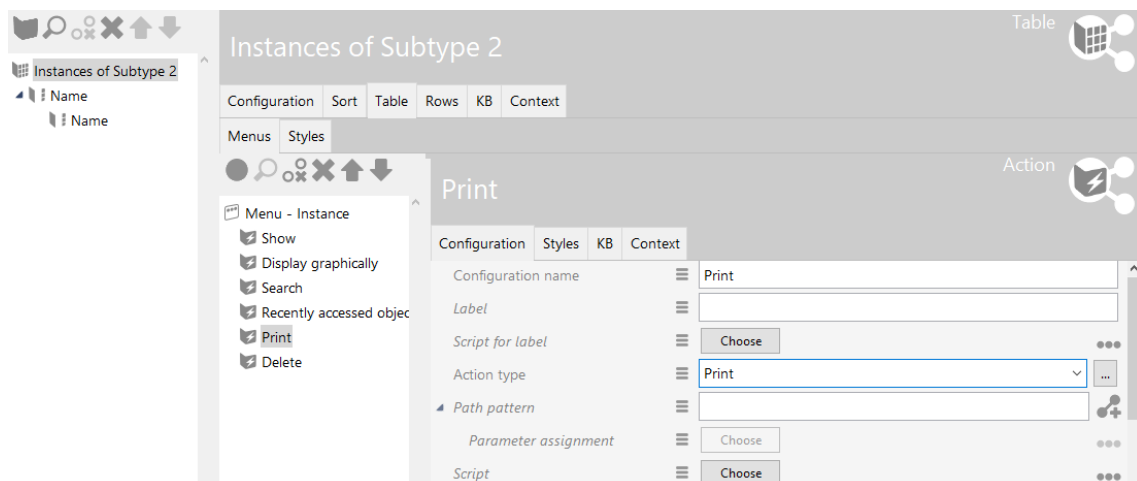 Table
Instances of Subtype 2
Instances of Subtype 2
Name
Name
Configuration Sort Table Rows KB Context
Menus Styles
Action
Print
Menu - Instance
Show
Display graphically
Search
Recently accessed objec
Print
Delete
Configuration Styles KB Context
Configuration name Print
Label
Script for label Choose
Action type Print ...
Path pattern
Parameter assignment Choose
Script Choose